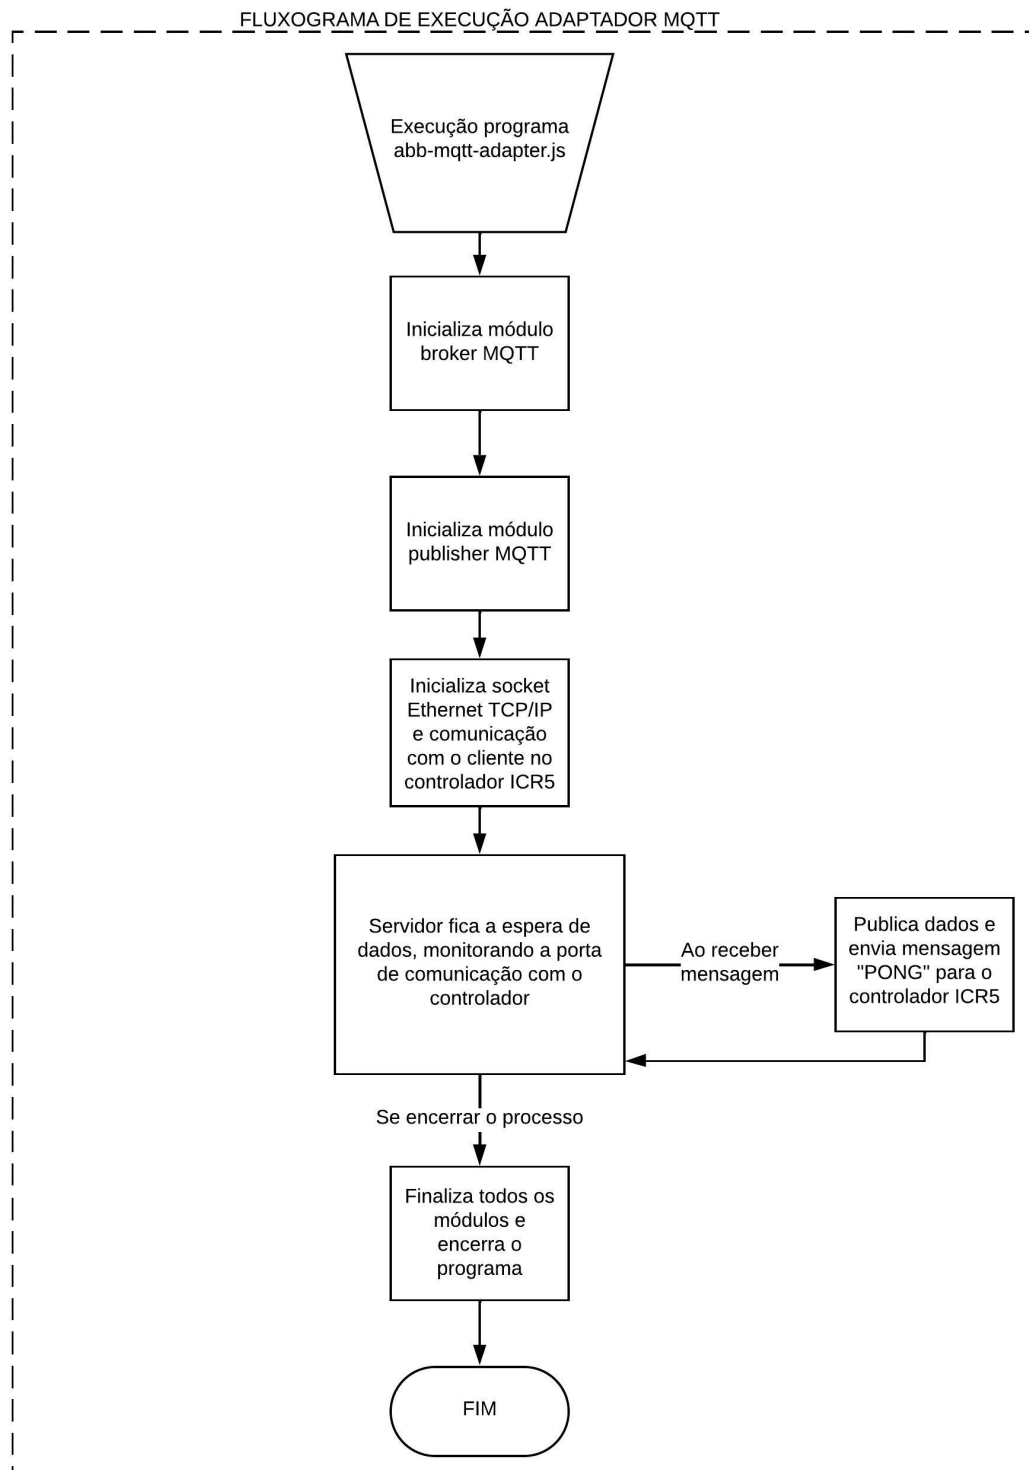 FLUXOGRAMA DE EXECUÇÃO ADAPTADOR MQTT
Execução programa
abb-mqtt-adapter.js
Inicializa módulo
broker MQTT
Inicializa módulo
publisher MQTT
Inicializa socket
Ethernet TCP/IP
e comunicação
com o cliente no
controlador ICR5
Servidor fica a espera de
dados, monitorando a porta
de comunicação com o
controlador
Ao receber
mensagem
Publica dados e
envia mensagem
"PONG" para o
controlador ICR5
Se encerrar o processo
Finaliza todos os
módulos e
encerra o
programa
FIM